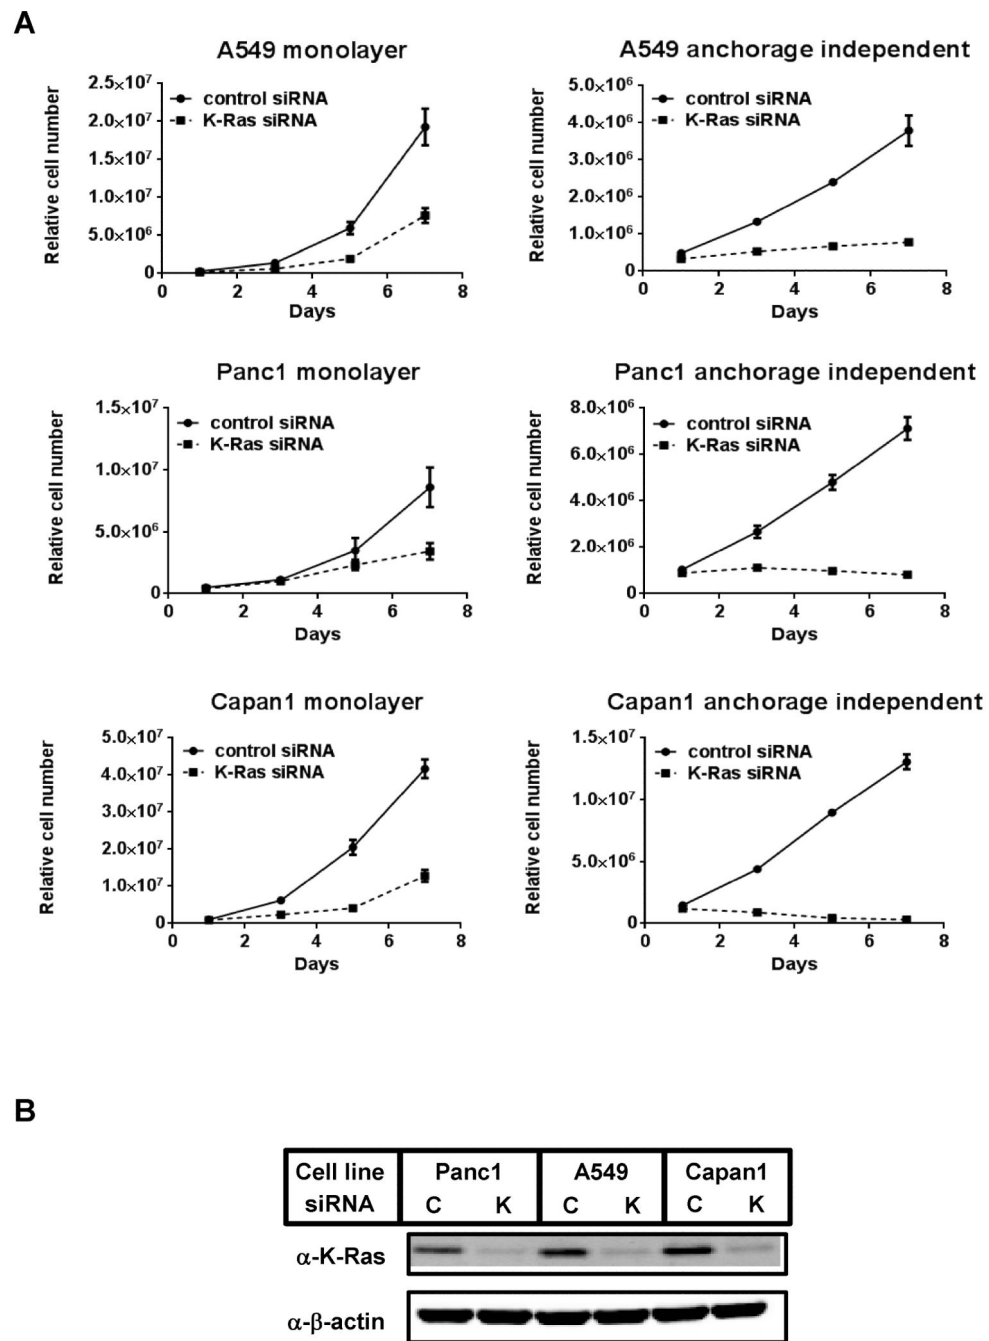 A
A549 monolayer
Relative cell number
2.5×10⁷
2.0×10⁷
1.5×10⁷
1.0×10⁷
5.0×10⁶
0
control siRNA
K-Ras siRNA
0 2 4 6 8
Days
A549 anchorage independent
Relative cell number
5.0×10⁶
4.0×10⁶
3.0×10⁶
2.0×10⁶
1.0×10⁶
0
control siRNA
K-Ras siRNA
0 2 4 6 8
Days
Panc1 monolayer
Relative cell number
1.5×10⁷
1.0×10⁷
5.0×10⁶
0
control siRNA
K-Ras siRNA
0 2 4 6 8
Days
Panc1 anchorage independent
Relative cell number
8.0×10⁶
6.0×10⁶
4.0×10⁶
2.0×10⁶
0
control siRNA
K-Ras siRNA
0 2 4 6 8
Days
Capan1 monolayer
Relative cell number
5.0×10⁷
4.0×10⁷
3.0×10⁷
2.0×10⁷
1.0×10⁷
0
control siRNA
K-Ras siRNA
0 2 4 6 8
Days
Capan1 anchorage independent
Relative cell number
1.5×10⁷
1.0×10⁷
5.0×10⁶
0
control siRNA
K-Ras siRNA
0 2 4 6 8
Days
B
Cell line Panc1 A549 Capan1
siRNA C K C K C K
α-K-Ras
α-β-actin